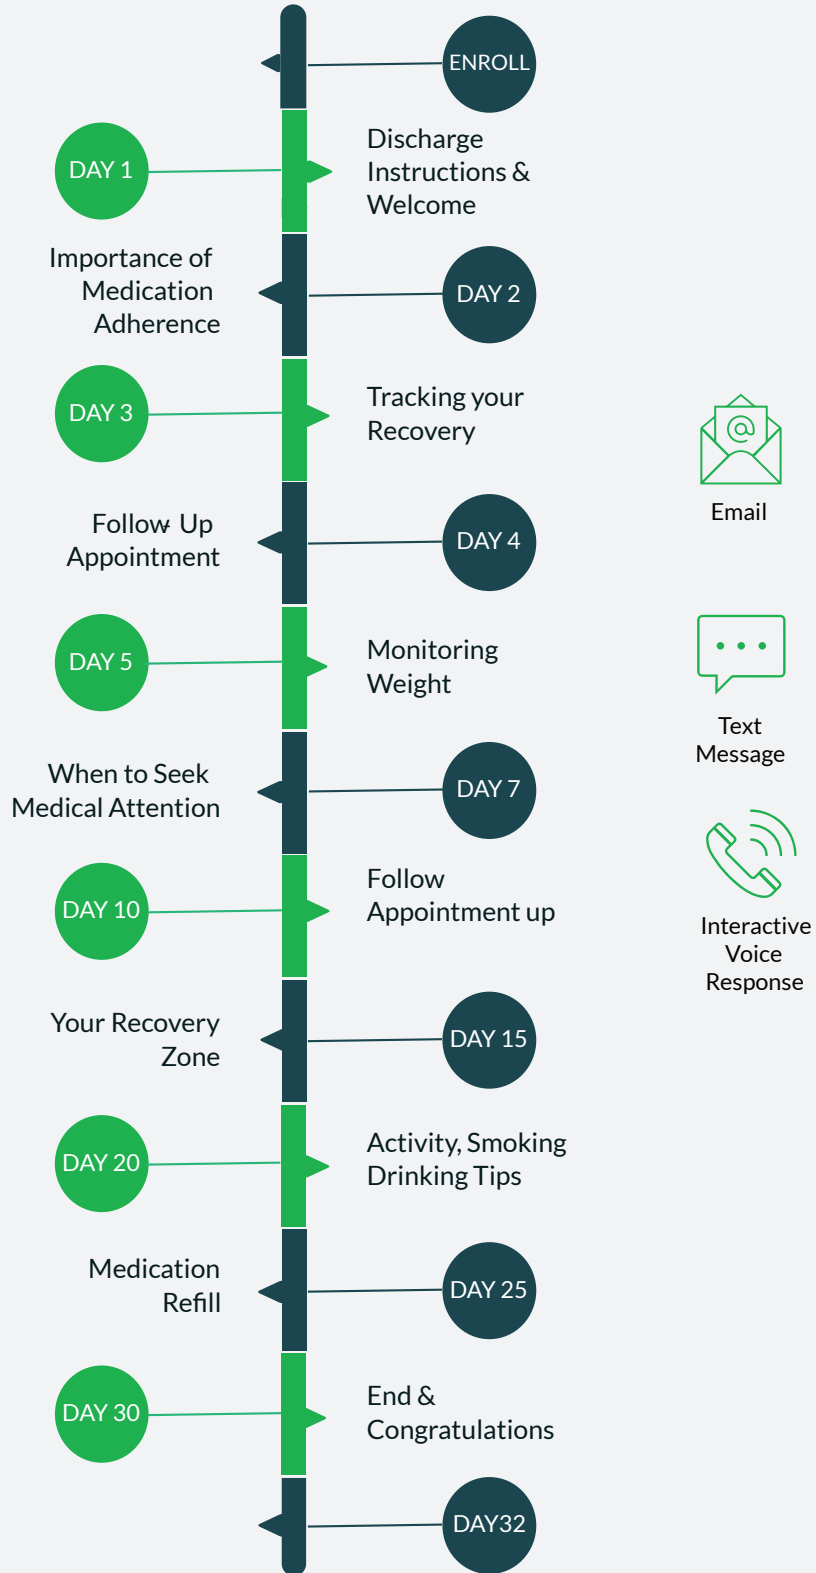 ENROLL
DAY 1
Discharge
Instructions &
Welcome
Importance of
Medication
Adherence
DAY 2
DAY 3
Tracking your
Recovery
Follow- Up
Appointment
DAY 4
DAY 5
Monitoring
Weight
When to Seek
Medical Attention
DAY 7
DAY 10
Follow
Appointment up
Your Recovery
Zone
DAY 15
DAY 20
Activity, Smoking
Drinking Tips
Medication
Refill
DAY 25
DAY 30
End &
Congratulations
DAY32
@
Email
Text
Message
Interactive
Voice
Response